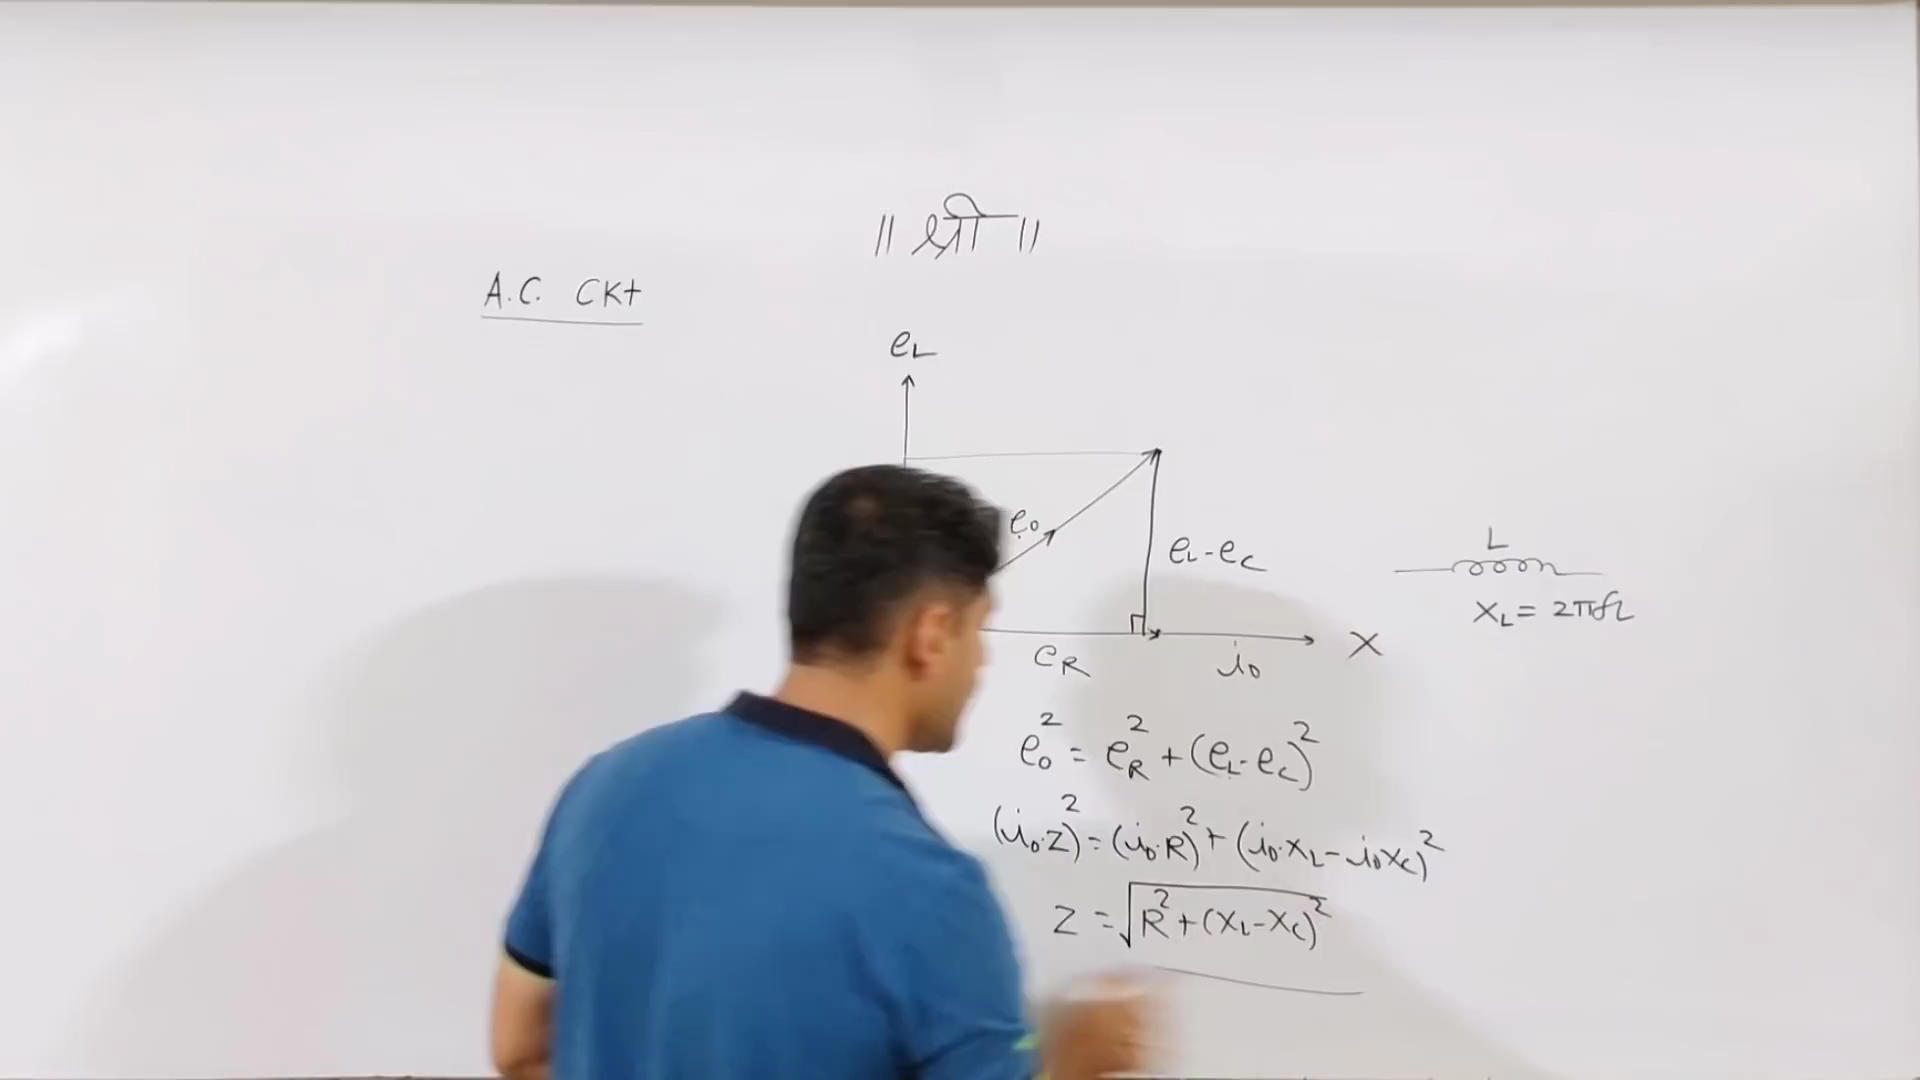 ॥ श्री ॥
A.C. CKt
eL
e₀
eL-eC
L
XL = 2πfL
eR
i₀
X
e₀² = eR² + (eL-eC)²
(i₀·Z)² = (i₀·R)² + (i₀·XL - i₀XC)²
Z = √R² + (XL-XC)²